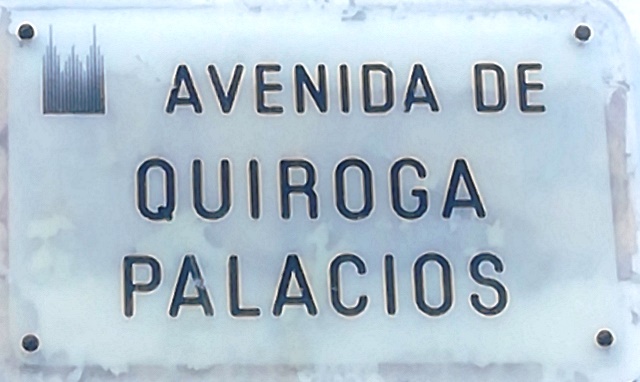 AVENIDA DE
QUIROGA
PALACIOS